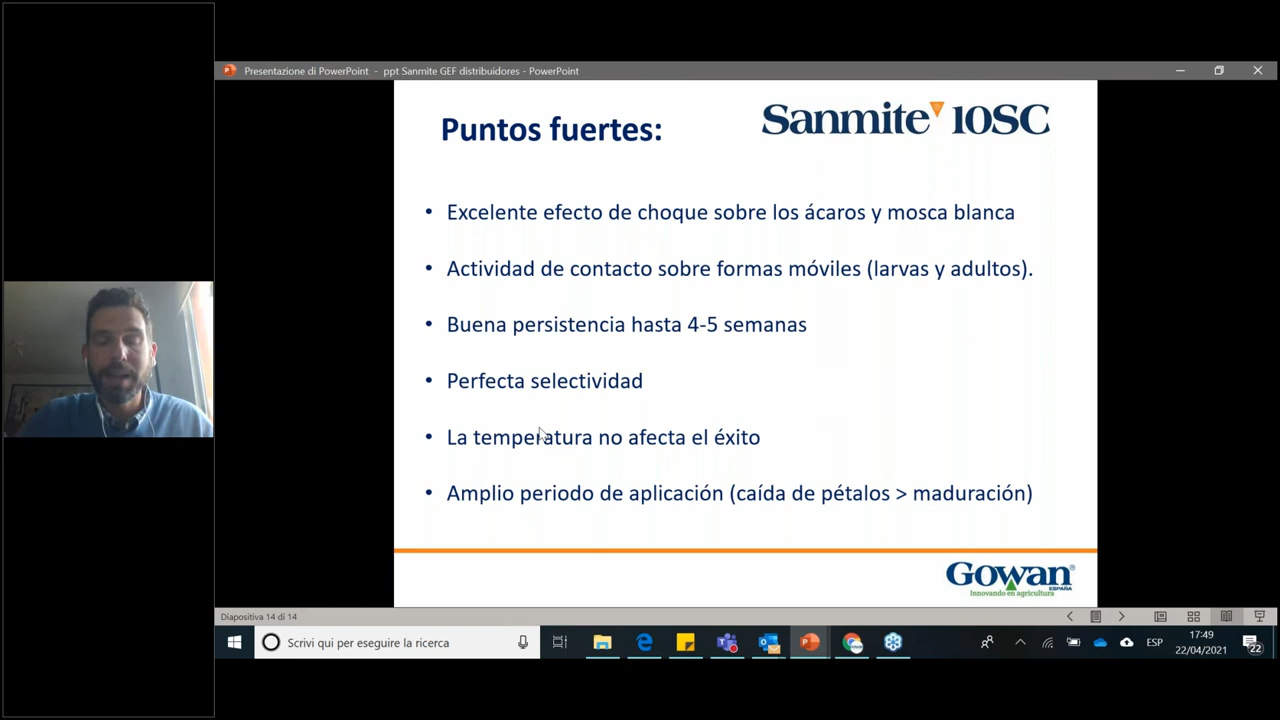 Presentazione di PowerPoint - ppt Sanmite GEF distribuidores - PowerPoint
Puntos fuertes:
Sanmite 10SC
• Excelente efecto de choque sobre los ácaros y mosca blanca
• Actividad de contacto sobre formas móviles (larvas y adultos).
• Buena persistencia hasta 4-5 semanas
• Perfecta selectividad
• La temperatura no afecta el éxito
• Amplio periodo de aplicación (caída de pétalos > maduración)
Gowan®
ESPAÑA
Innovando en agricultura
Diapositiva 14 di 14
Scrivi qui per eseguire la ricerca
ESP
17:49
22/04/2021
22